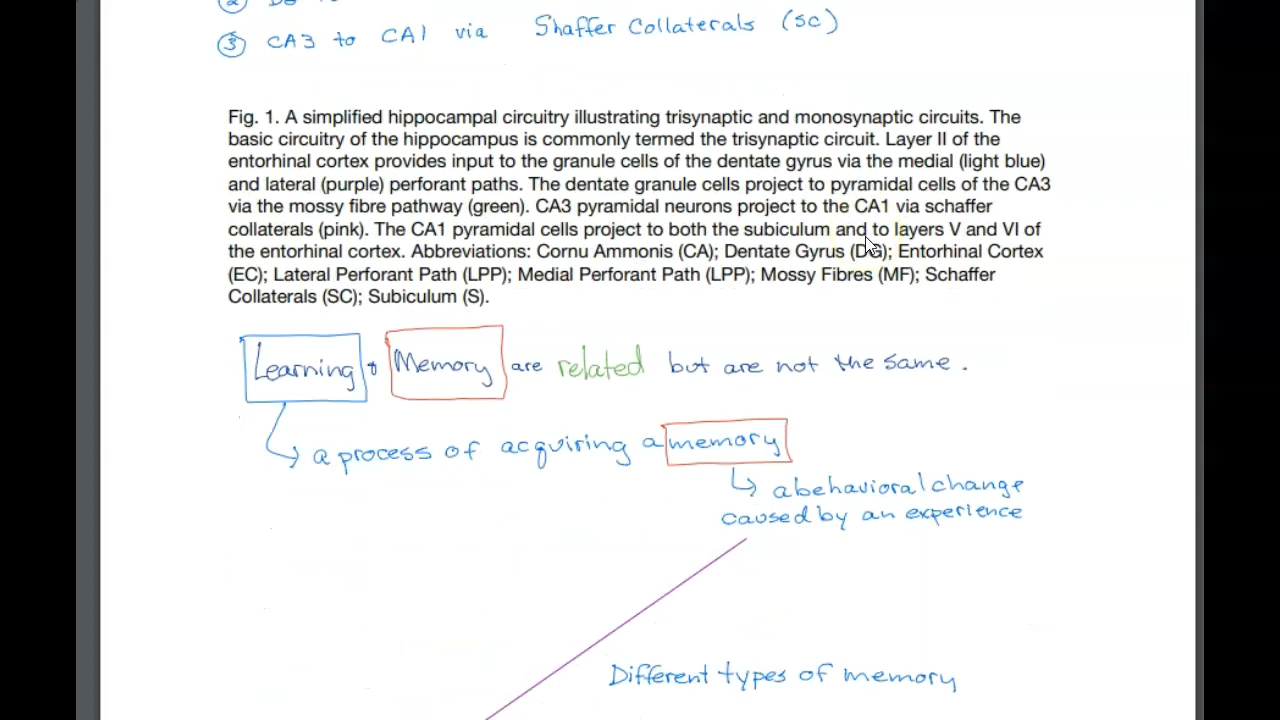 ② 
③ CA3 to CA1 via Shaffer Collaterals (SC)
Fig. 1. A simplified hippocampal circuitry illustrating trisynaptic and monosynaptic circuits. The
basic circuitry of the hippocampus is commonly termed the trisynaptic circuit. Layer II of the
entorhinal cortex provides input to the granule cells of the dentate gyrus via the medial (light blue)
and lateral (purple) perforant paths. The dentate granule cells project to pyramidal cells of the CA3
via the mossy fibre pathway (green). CA3 pyramidal neurons project to the CA1 via schaffer
collaterals (pink). The CA1 pyramidal cells project to both the subiculum and to layers V and VI of
the entorhinal cortex. Abbreviations: Cornu Ammonis (CA); Dentate Gyrus (DG); Entorhinal Cortex
(EC); Lateral Perforant Path (LPP); Medial Perforant Path (LPP); Mossy Fibres (MF); Schaffer
Collaterals (SC); Subiculum (S).
Learning + Memory are related but are not the same.
a process of acquiring a memory
a behavioral change
caused by an experience
Different types of memory